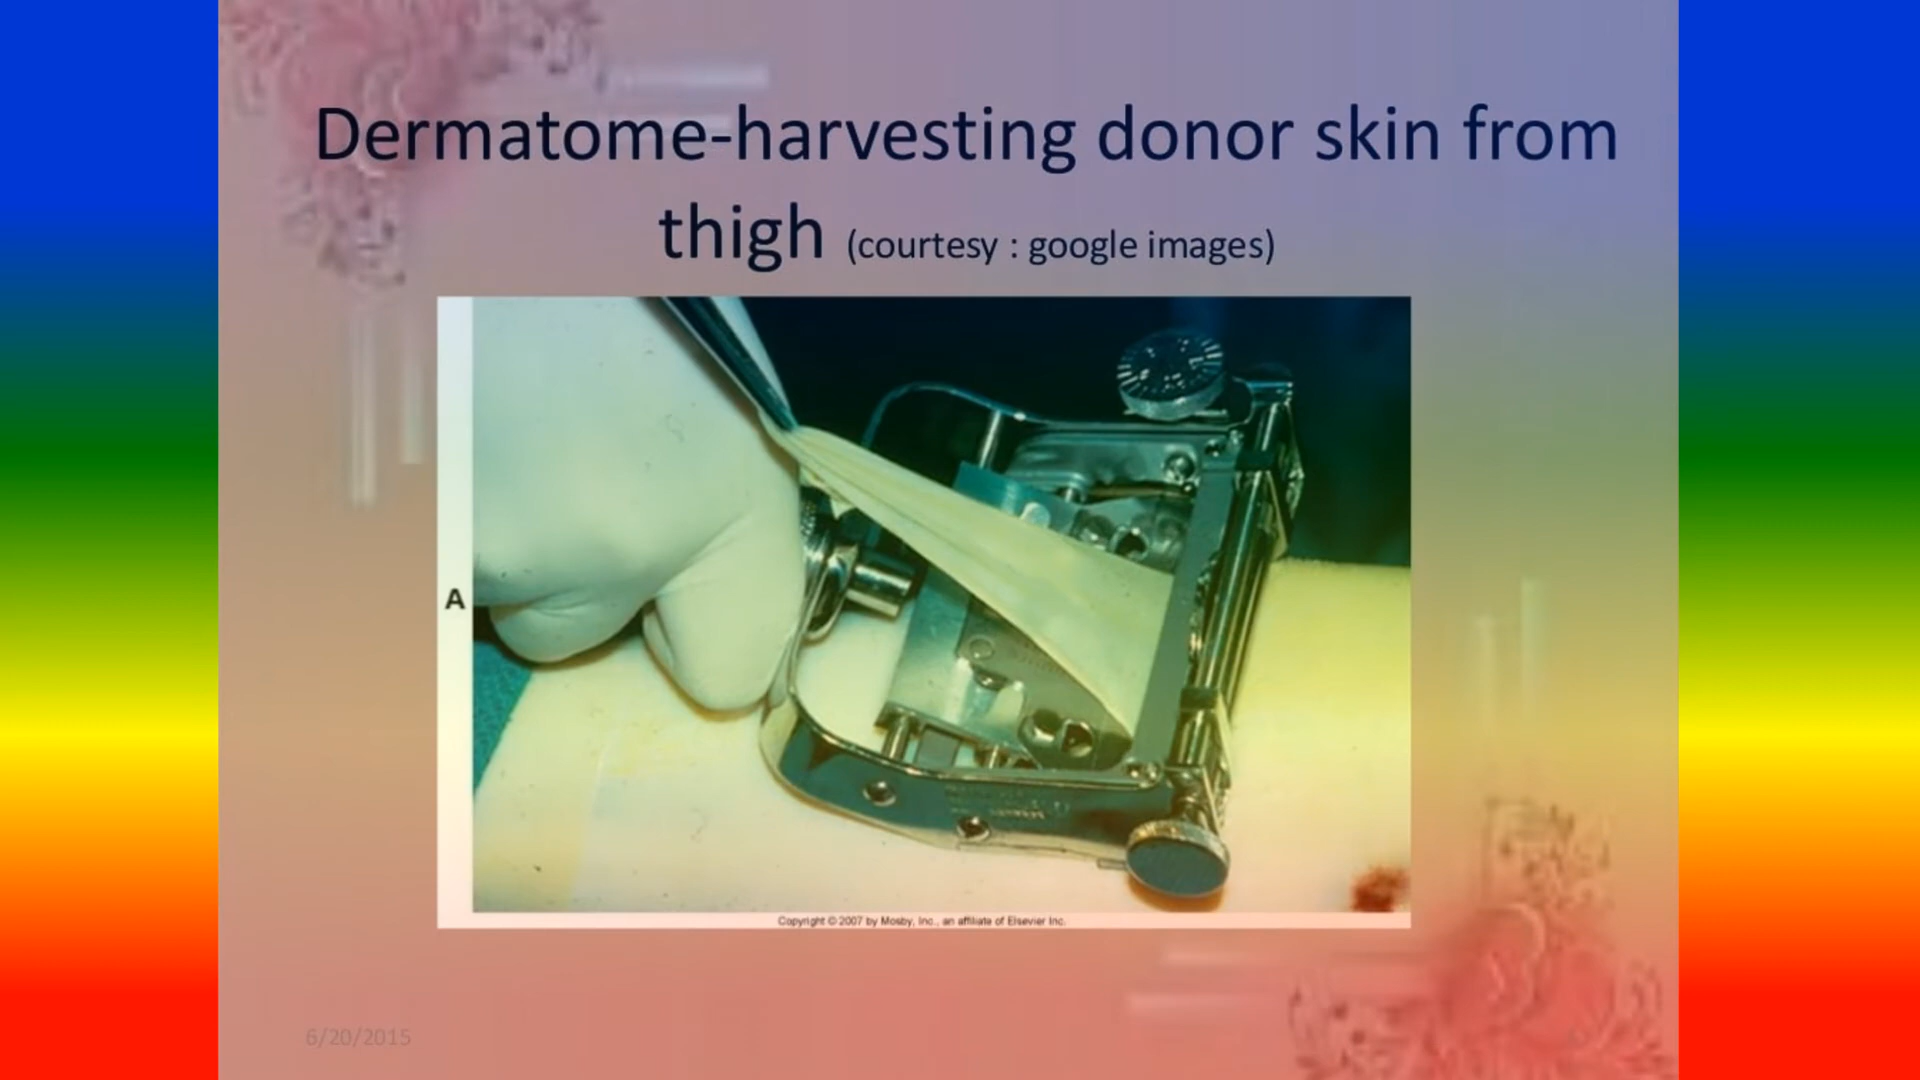 Dermatome-harvesting donor skin from
thigh (courtesy : google images)
A
Copyright © 2007 by Mosby, Inc., an affiliate of Elsevier Inc.
6/20/2015